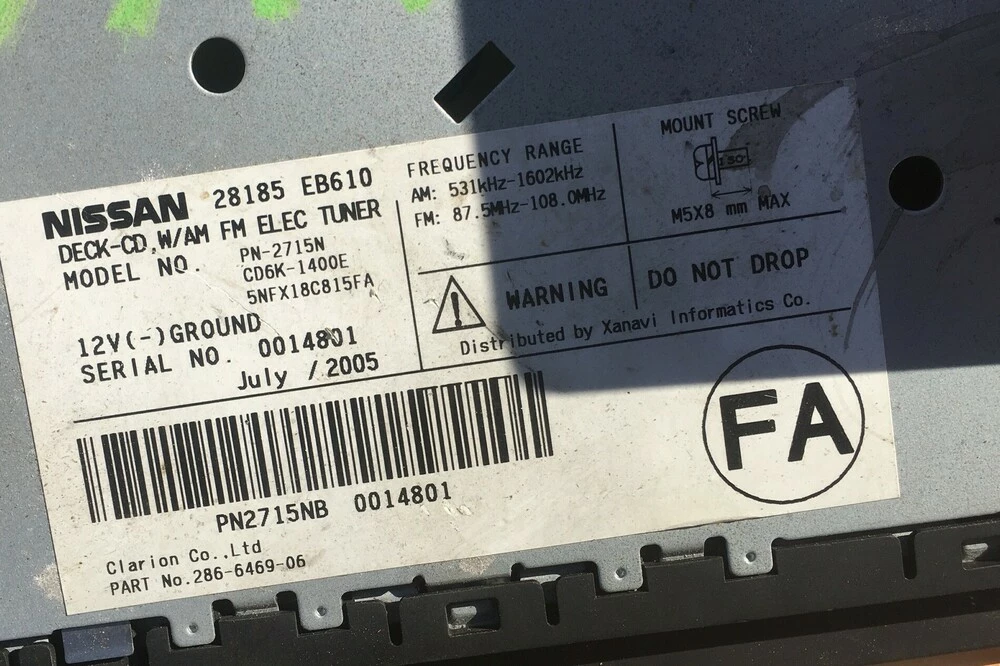 NISSAN 28185 EB610
DECK-CD,W/AM FM ELEC TUNER
MODEL NO. PN-2715N
CD6K-1400E
5NFX18C815FA
12V(-)GROUND
SERIAL NO. 0014801
July /2005
FREQUENCY RANGE
AM: 531kHz-1602kHz
FM: 87.5MHz-108.0MHz
MOUNT SCREW
M5X8 mm MAX
WARNING
DO NOT DROP
Distributed by Xanavi Informatics Co.
FA
PN2715NB 0014801
Clarion Co.,Ltd
PART No.286-6469-06